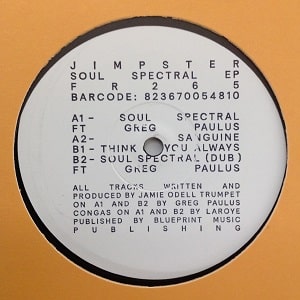 JIMPSTER
SOUL SPECTRAL EP
FR265
BARCODE: 823670054810
A1- SOUL SPECTRAL
FT GREG PAULUS
A2- SANGUINE
B1- THINK OF YOU ALWAYS
B2- SOUL SPECTRAL (DUB)
FT GREG PAULUS
ALL TRACKS WRITTEN AND
PRODUCED BY JAMIE ODELL TRUMPET
ON A1 AND B2 BY GREG PAULUS
CONGAS ON A1 AND B2 BY LAROYE
PUBLISHED BY BLUEPRINT MUSIC
PUBLISHING